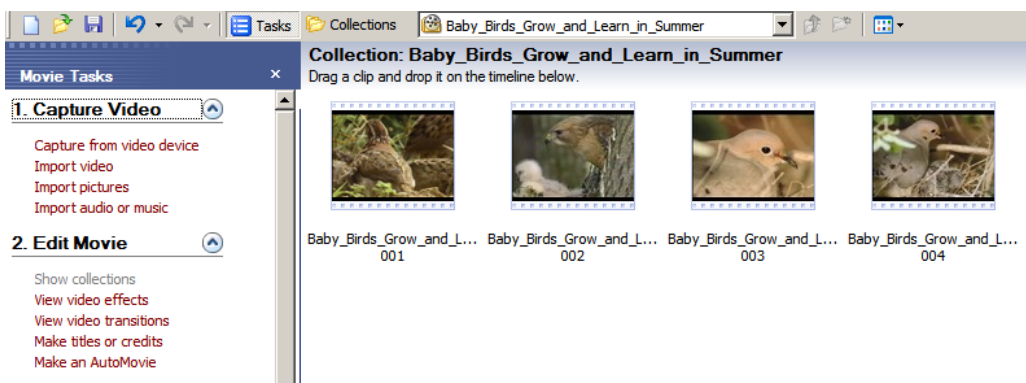 Tasks Collections Baby_Birds_Grow_and_Learn_in_Summer
Movie Tasks x
1. Capture Video
Capture from video device
Import video
Import pictures
Import audio or music
2. Edit Movie
Show collections
View video effects
View video transitions
Make titles or credits
Make an AutoMovie
Collection: Baby_Birds_Grow_and_Learn_in_Summer
Drag a clip and drop it on the timeline below.
Baby_Birds_Grow_and_L... Baby_Birds_Grow_and_L... Baby_Birds_Grow_and_L... Baby_Birds_Grow_and_L...
001 002 003 004